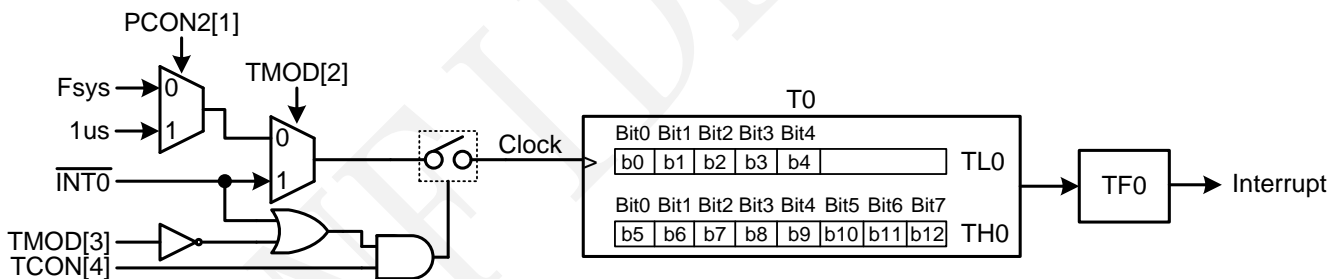 PCON2[1]
TMOD[2]
Fsys
0
1us
1
0
1
INT0
TMOD[3]
TCON[4]
Clock
T0
Bit0 Bit1 Bit2 Bit3 Bit4
b0 b1 b2 b3 b4
TL0
Bit0 Bit1 Bit2 Bit3 Bit4 Bit5 Bit6 Bit7
b5 b6 b7 b8 b9 b10 b11 b12
TH0
TF0
Interrupt